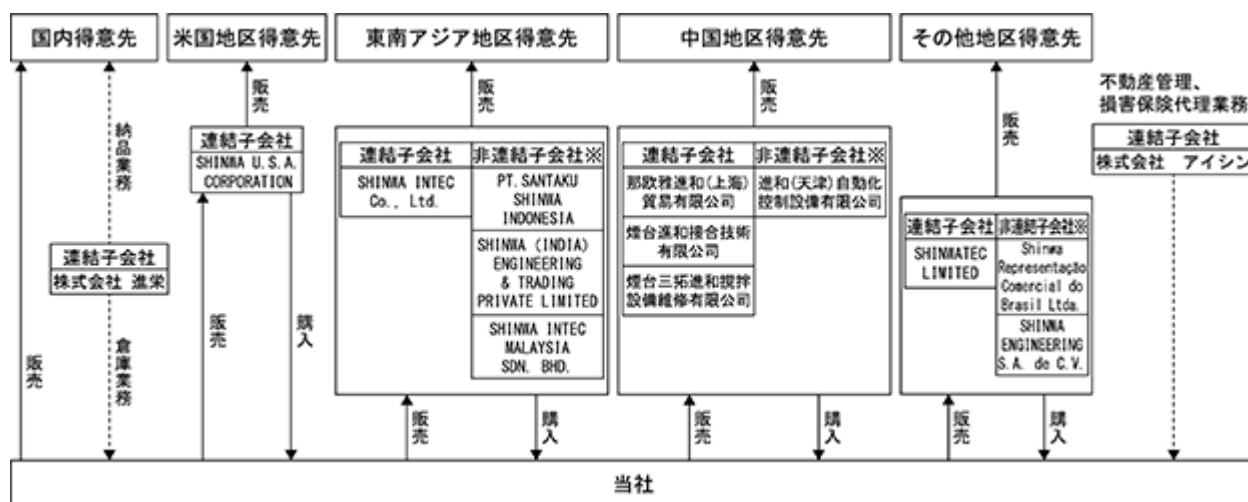 国内得意先
米国地区得意先
東南アジア地区得意先
中国地区得意先
その他地区得意先
納品業務
販売
販売
販売
販売
不動産管理、
損害保険代理業務
連結子会社
株式会社 アイシン
連結子会社
SHINWA U.S.A.
CORPORATION
連結子会社
SHINWA INTEC
Co., Ltd.
非連結子会社※
PT. SANTAKU
SHINWA
INDONESIA
SHINWA (INDIA)
ENGINEERING
& TRADING
PRIVATE LIMITED
SHINWA INTEC
MALAYSIA
SDN. BHD.
連結子会社
那欧雅進和(上海)
貿易有限公司
煙台進和接合技術
有限公司
煙台三拓進和撹拌
設備維修有限公司
非連結子会社※
進和(天津)自動化
控制設備有限公司
連結子会社
SHINWATEC
LIMITED
非連結子会社※
Shinwa
Representação
Comercial do
Brasil Ltda.
SHINWA
ENGINEERING
S.A. de C.V.
連結子会社
株式会社 進栄
販売
倉庫業務
販売
購入
販売
購入
販売
購入
販売
購入
当社